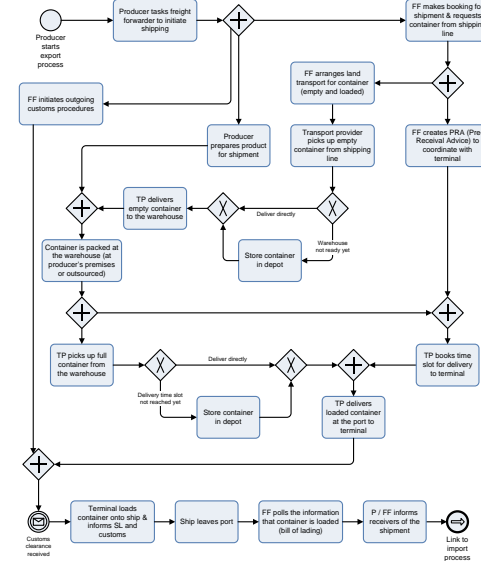 Producer
starts
export
process
Producer tasks freight
forwarder to initiate
shipping
FF makes booking for
shipment & requests
container from shipping
line
FF arranges land
transport for container
(empty and loaded)
FF initiates outgoing
customs procedures
Producer
prepares product
for shipment
Transport provider
picks up empty
container from shipping
line
FF creates PRA (Pre
Receival Advice) to
coordinate with
terminal
TP delivers
empty container
to the warehouse
Deliver directly
Warehouse
not ready yet
Store container
in depot
Container is packed at
the warehouse (at
producer's premises
or outsourced)
TP picks up full
container from
the warehouse
Deliver directly
Delivery time slot
not reached yet
Store container
in depot
TP books time
slot for delivery
to terminal
TP delivers
loaded container
at the port to
terminal
Customs
clearance
received
Terminal loads
container onto ship &
informs SL and
customs
Ship leaves port
FF polls the information
that container is loaded
(bill of lading)
P / FF informs
receivers of the
shipment
Link to
import
process